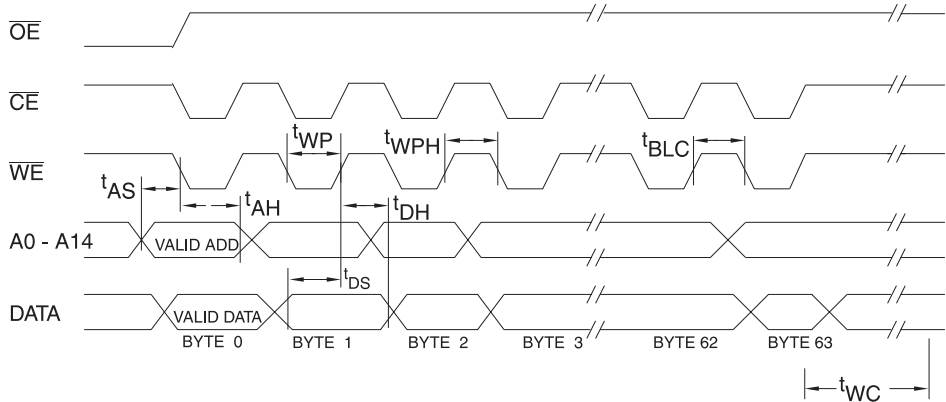 OE
CE
tWP
tWPH
tBLC
WE
tAS
tAH
tDH
A0 - A14
VALID ADD
tDS
DATA
VALID DATA
BYTE 0
BYTE 1
BYTE 2
BYTE 3
BYTE 62
BYTE 63
tWC